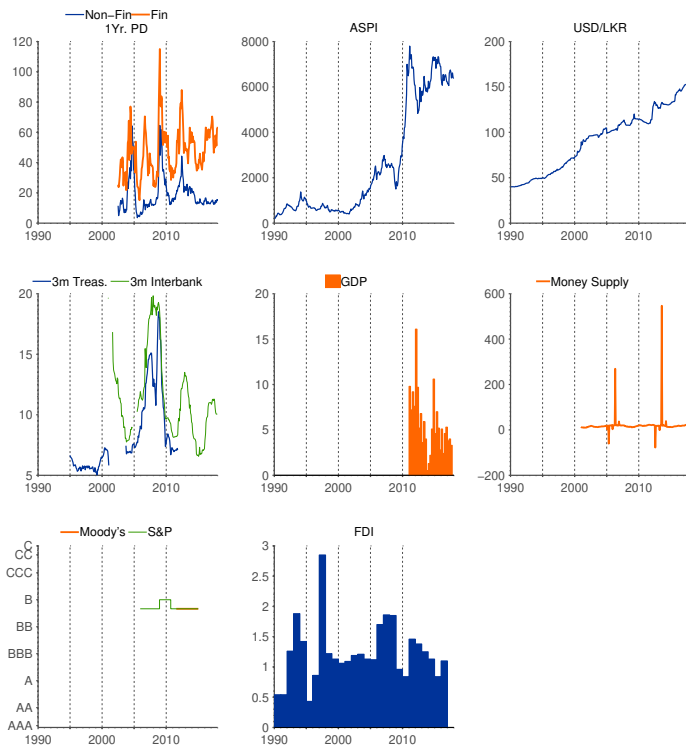 Non−Fin Fin
1Yr. PD ASPI USD/LKR
120
100
80
60
40
20
0
1990 2000 2010
8000
6000
4000
2000
0
1990 2000 2010
200
150
100
50
0
1990 2000 2010
3m Treas. 3m Interbank GDP Money Supply
20
15
10
5
1990 2000 2010
20
15
10
5
0
1990 2000 2010
600
400
200
0
−200
1990 2000 2010
Moody's S&P FDI
C
CC
CCC
B
BB
BBB
A
AA
AAA
1990 2000 2010
3
2.5
2
1.5
1
0.5
0
1990 2000 2010